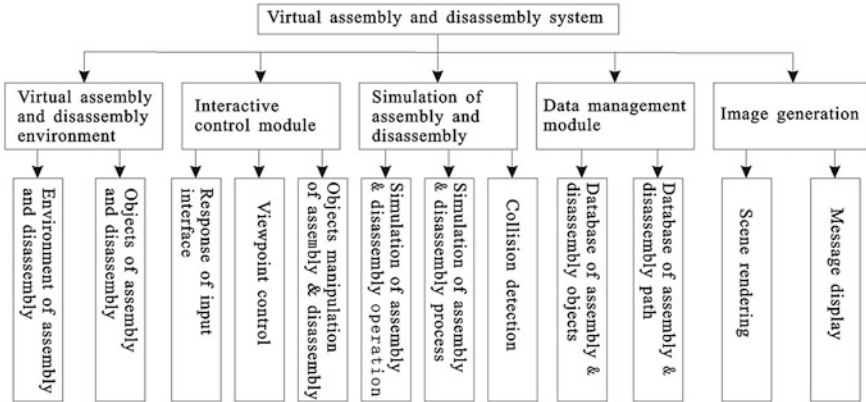 Virtual assembly and disassembly system
Virtual assembly
and disassembly
environment
Interactive
control module
Simulation of
assembly and
disassembly
Data management
module
Image generation
Environment of assembly
and disassembly
Objects of assembly
and disassembly
Response of input
interface
Viewpoint control
Objects manipulation
of assembly & disassembly
Simulation of assembly
& disassembly operation
Simulation of assembly
& disassembly process
Collision detection
Database of assembly &
disassembly objects
Database of assembly &
disassembly path
Scene rendering
Message display